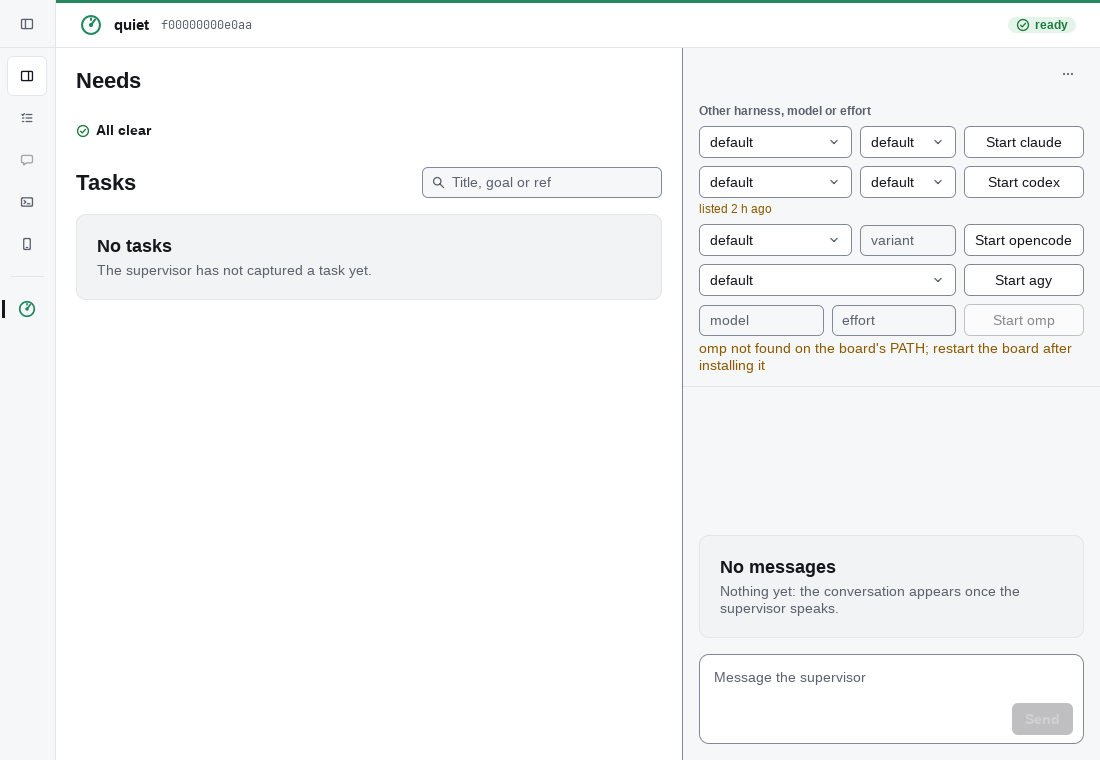 quiet f00000000e0aa
ready
Needs
All clear
Tasks
Title, goal or ref
No tasks
The supervisor has not captured a task yet.
Other harness, model or effort
default default Start claude
default default Start codex
listed 2 h ago
default variant Start opencode
default Start agy
model effort Start omp
omp not found on the board's PATH; restart the board after
installing it
No messages
Nothing yet: the conversation appears once the
supervisor speaks.
Message the supervisor
Send